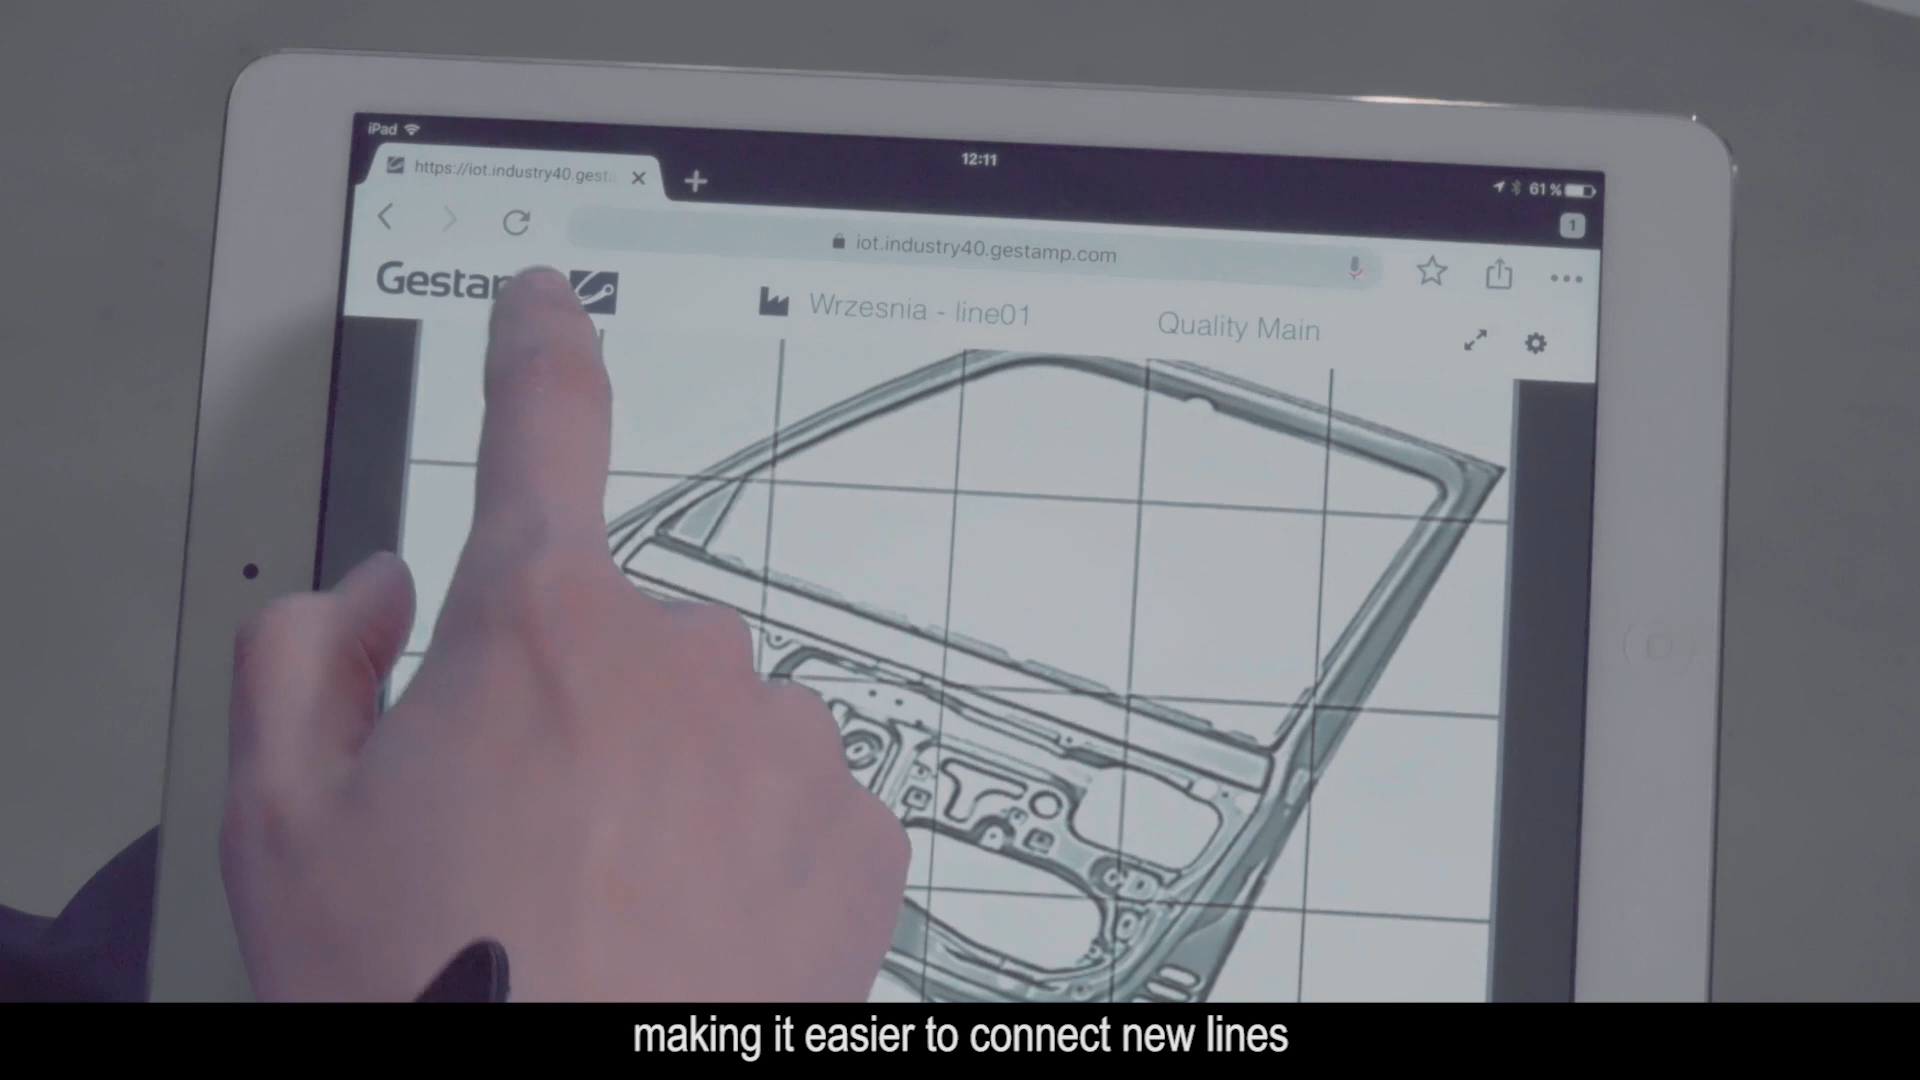 iPad
12:11
61 %
https://iot.industry40.gest
1
iot.industry40.gestamp.com
Gestam
Wrzesnia - line01
Quality Main
making it easier to connect new lines